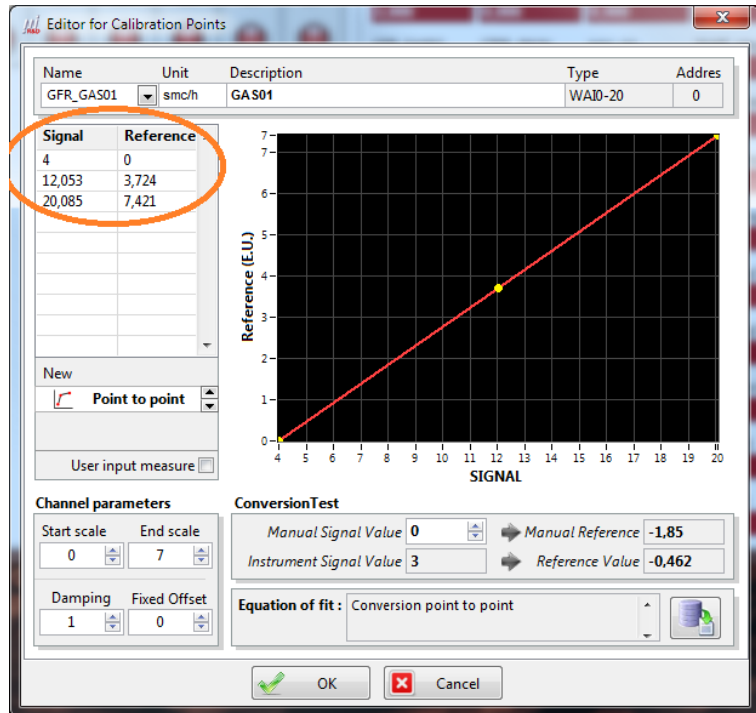 Editor for Calibration Points
Name Unit Description Type Addres
GFR_GAS01 smc/h GAS01 WAI0-20 0
Signal Reference
4 0
12,053 3,724
20,085 7,421
New
Point to point
User input measure
Reference (E.U.)
7
7
6
5
4
3
2
1
0
4 5 6 7 8 9 10 11 12 13 14 15 16 17 18 19 20
SIGNAL
Channel parameters
Start scale End scale
0 7
Damping Fixed Offset
1 0
ConversionTest
Manual Signal Value 0 Manual Reference -1,85
Instrument Signal Value 3 Reference Value -0,462
Equation of fit : Conversion point to point
OK Cancel